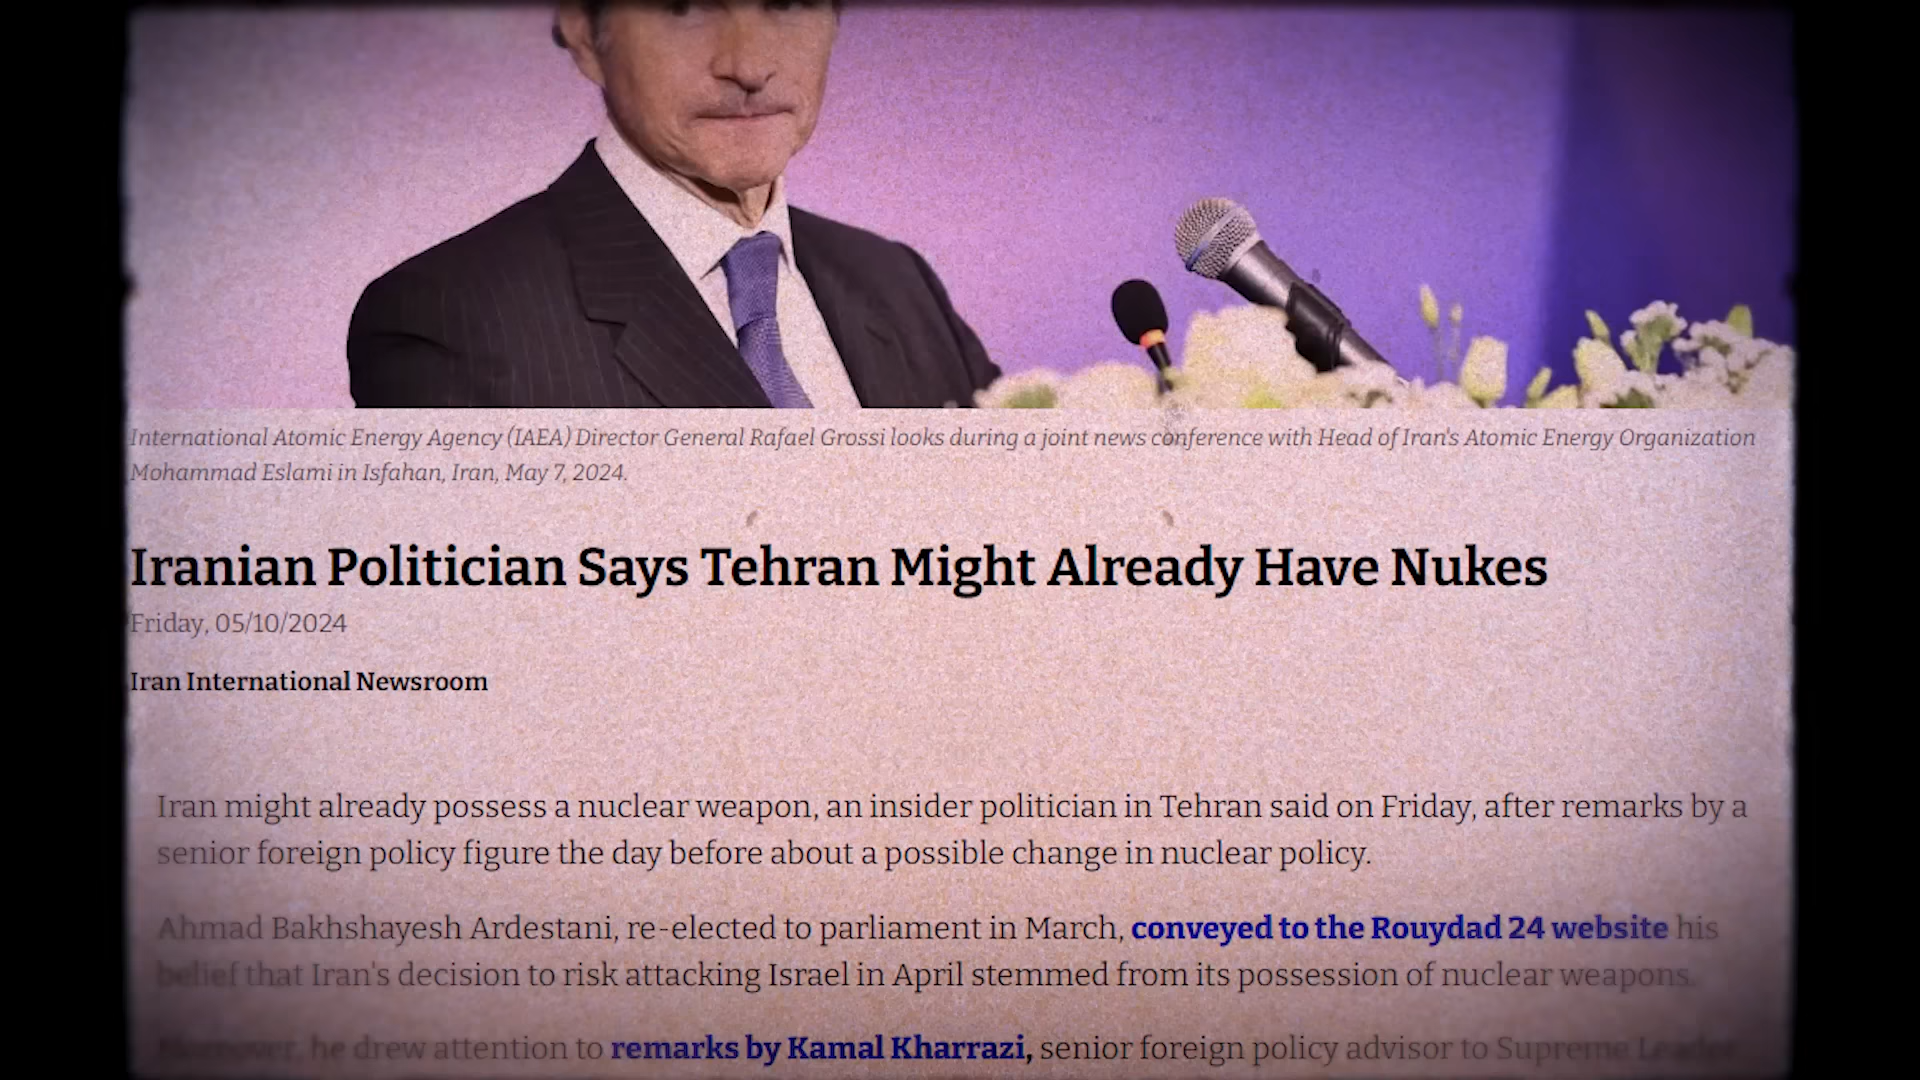 International Atomic Energy Agency (IAEA) Director General Rafael Grossi looks during a joint news conference with Head of Iran's Atomic Energy Organization
Mohammad Eslami in Isfahan, Iran, May 7, 2024.
Iranian Politician Says Tehran Might Already Have Nukes
Friday, 05/10/2024
Iran International Newsroom
Iran might already possess a nuclear weapon, an insider politician in Tehran said on Friday, after remarks by a
senior foreign policy figure the day before about a possible change in nuclear policy.
Ahmad Bakhshayesh Ardestani, re-elected to parliament in March, conveyed to the Rouydad 24 website his
belief that Iran's decision to risk attacking Israel in April stemmed from its possession of nuclear weapons.
Moreover, he drew attention to remarks by Kamal Kharrazi, senior foreign policy advisor to Supreme Leader